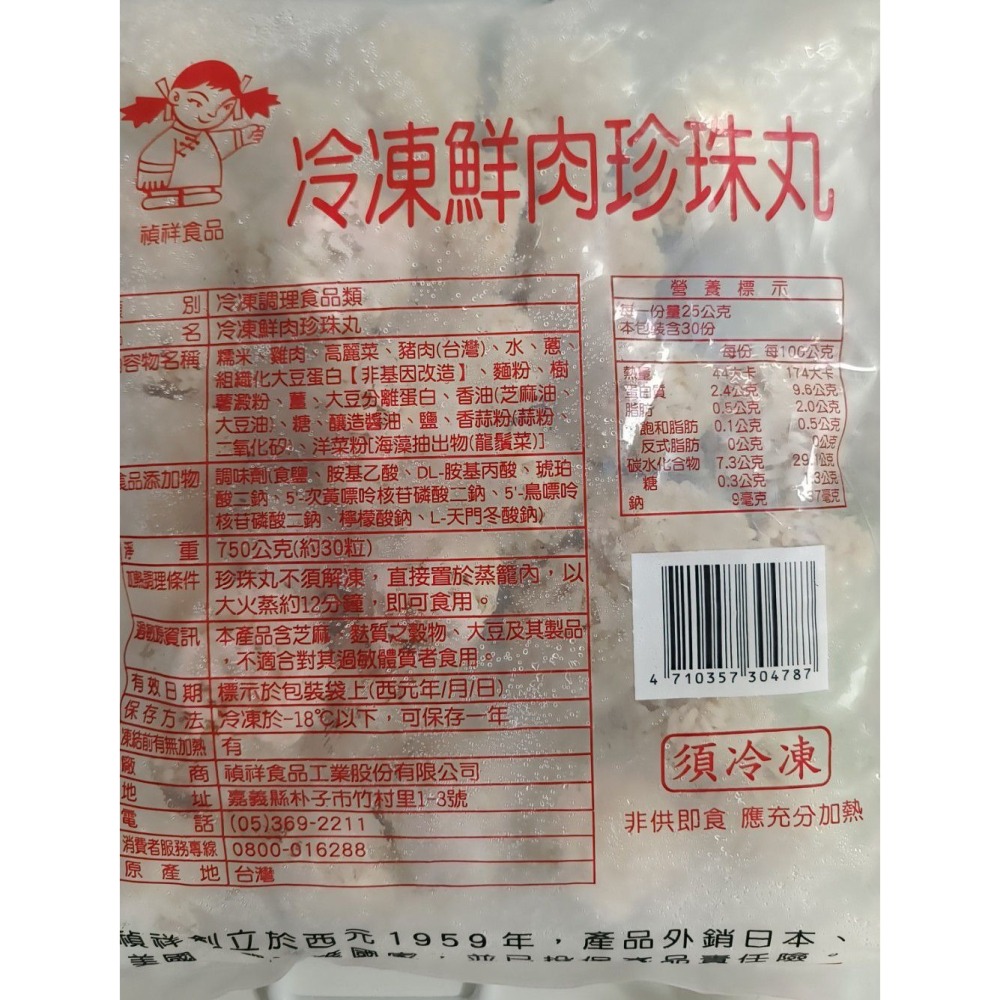 禎祥食品
冷凍鮮肉珍珠丸
別 冷凍調理食品類
名 冷凍鮮肉珍珠丸
容物名稱 糯米、雞肉、高麗菜、豬肉(台灣)、水、蔥、
組織化大豆蛋白【非基因改造】、麵粉、樹
薯澱粉、薑、大豆分離蛋白、香油(芝麻油、
大豆油)、糖、釀造醬油、鹽、香蒜粉(蒜粉、
二氧化矽)、洋菜粉[海藻抽出物(龍鬚菜)]
食品添加物 調味劑(食鹽、胺基乙酸、DL-胺基丙酸、琥珀
酸二鈉、5'-次黃嘌呤核苷磷酸二鈉、5'-鳥嘌呤
核苷磷酸二鈉、檸檬酸鈉、L-天門冬酸鈉)
淨重 750公克(約30粒)
處理條件 珍珠丸不須解凍，直接置於蒸籠內，以
大火蒸約12分鐘，即可食用。
過敏原資訊 本產品含芝麻、麩質之穀物、大豆及其製品
，不適合對其過敏體質者食用。
有效日期 標示於包裝袋上(西元年/月/日)
保存方法 冷凍於-18℃以下，可保存一年
凍結前有無加熱 有
廠商 禎祥食品工業股份有限公司
地址 嘉義縣朴子市竹村里1-3號
電話 (05)369-2211
消費者服務專線 0800-016288
原產地 台灣
營養標示
每一份量25公克
本包裝含30份
每份 每100公克
熱量 44大卡 174大卡
蛋白質 2.4公克 9.6公克
脂肪 0.5公克 2.0公克
飽和脂肪 0.1公克 0.5公克
反式脂肪 0公克 0公克
碳水化合物 7.3公克
糖 0.3公克
鈉 9毫克 37毫克
4 710357 304787
須冷凍
非供即食 應充分加熱
禎祥創立於西元1959年，產品外銷日本、
美國